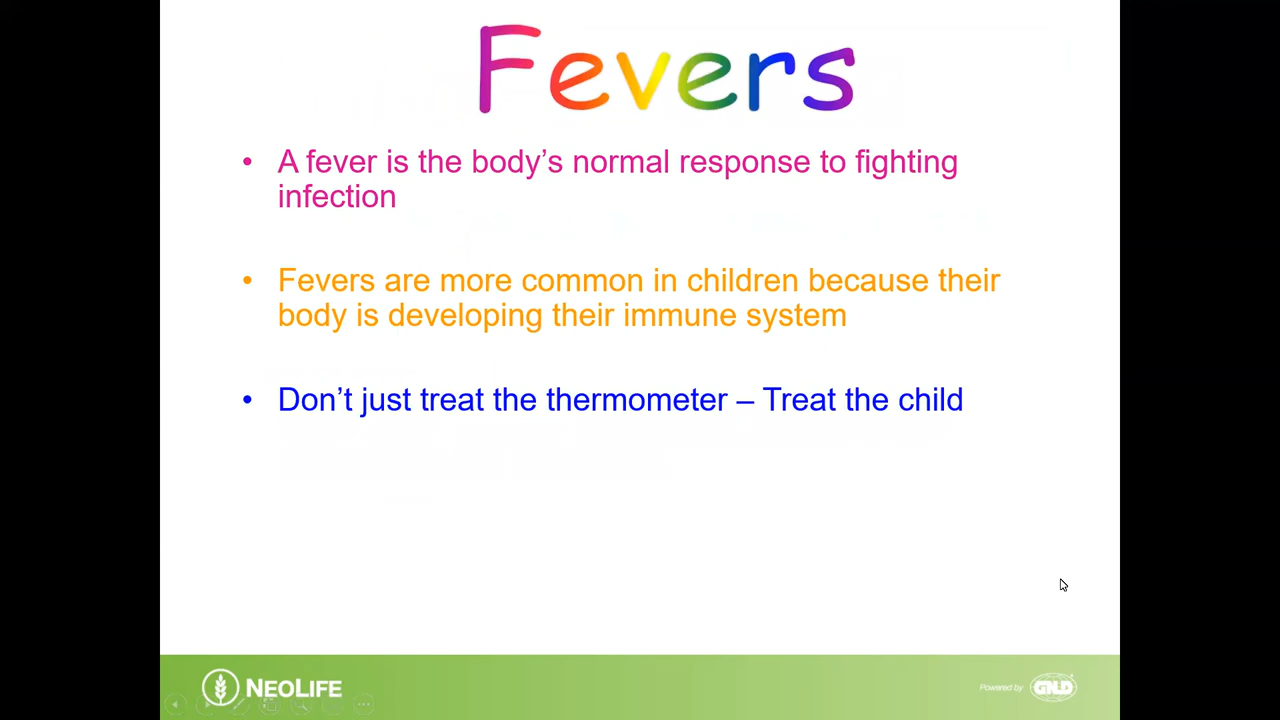 Fevers
• A fever is the body’s normal response to fighting
infection
• Fevers are more common in children because their
body is developing their immune system
• Don’t just treat the thermometer – Treat the child
NEOLIFE
Powered by GNLD